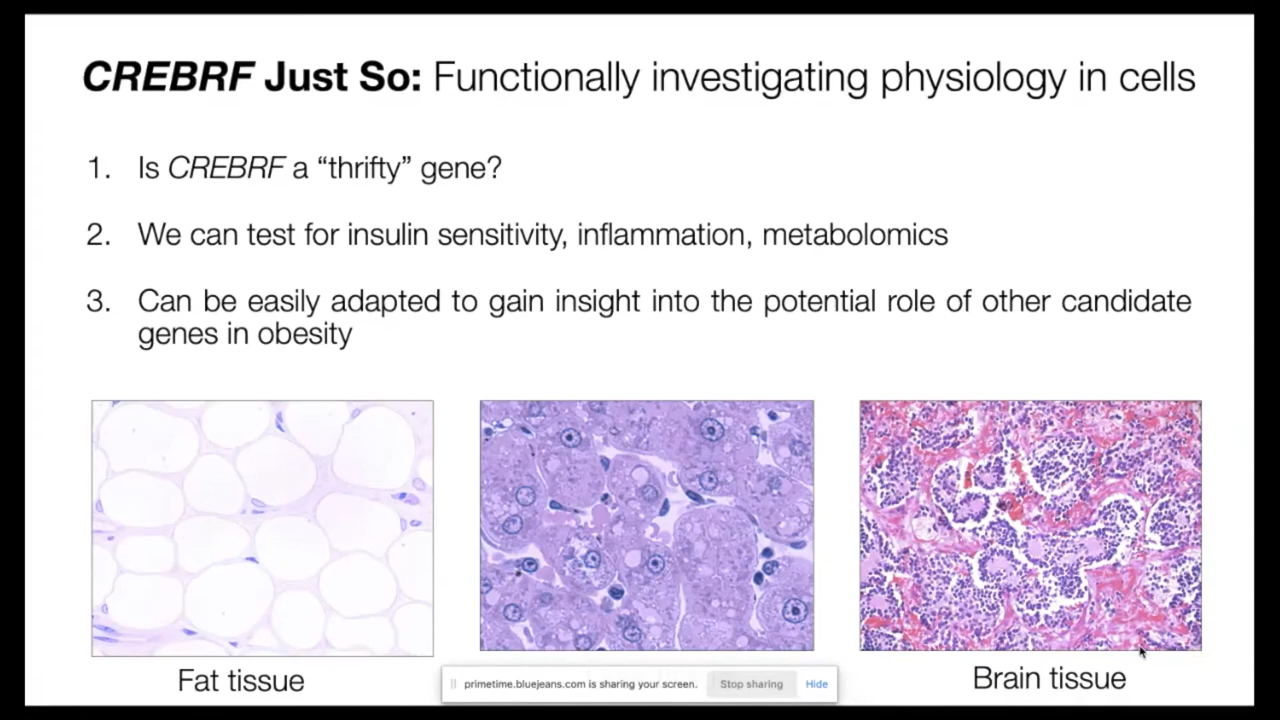 CREBRF Just So: Functionally investigating physiology in cells
1. Is CREBRF a “thrifty” gene?
2. We can test for insulin sensitivity, inflammation, metabolomics
3. Can be easily adapted to gain insight into the potential role of other candidate
genes in obesity
Fat tissue
primetime.bluejeans.com is sharing your screen. Stop sharing Hide
Brain tissue